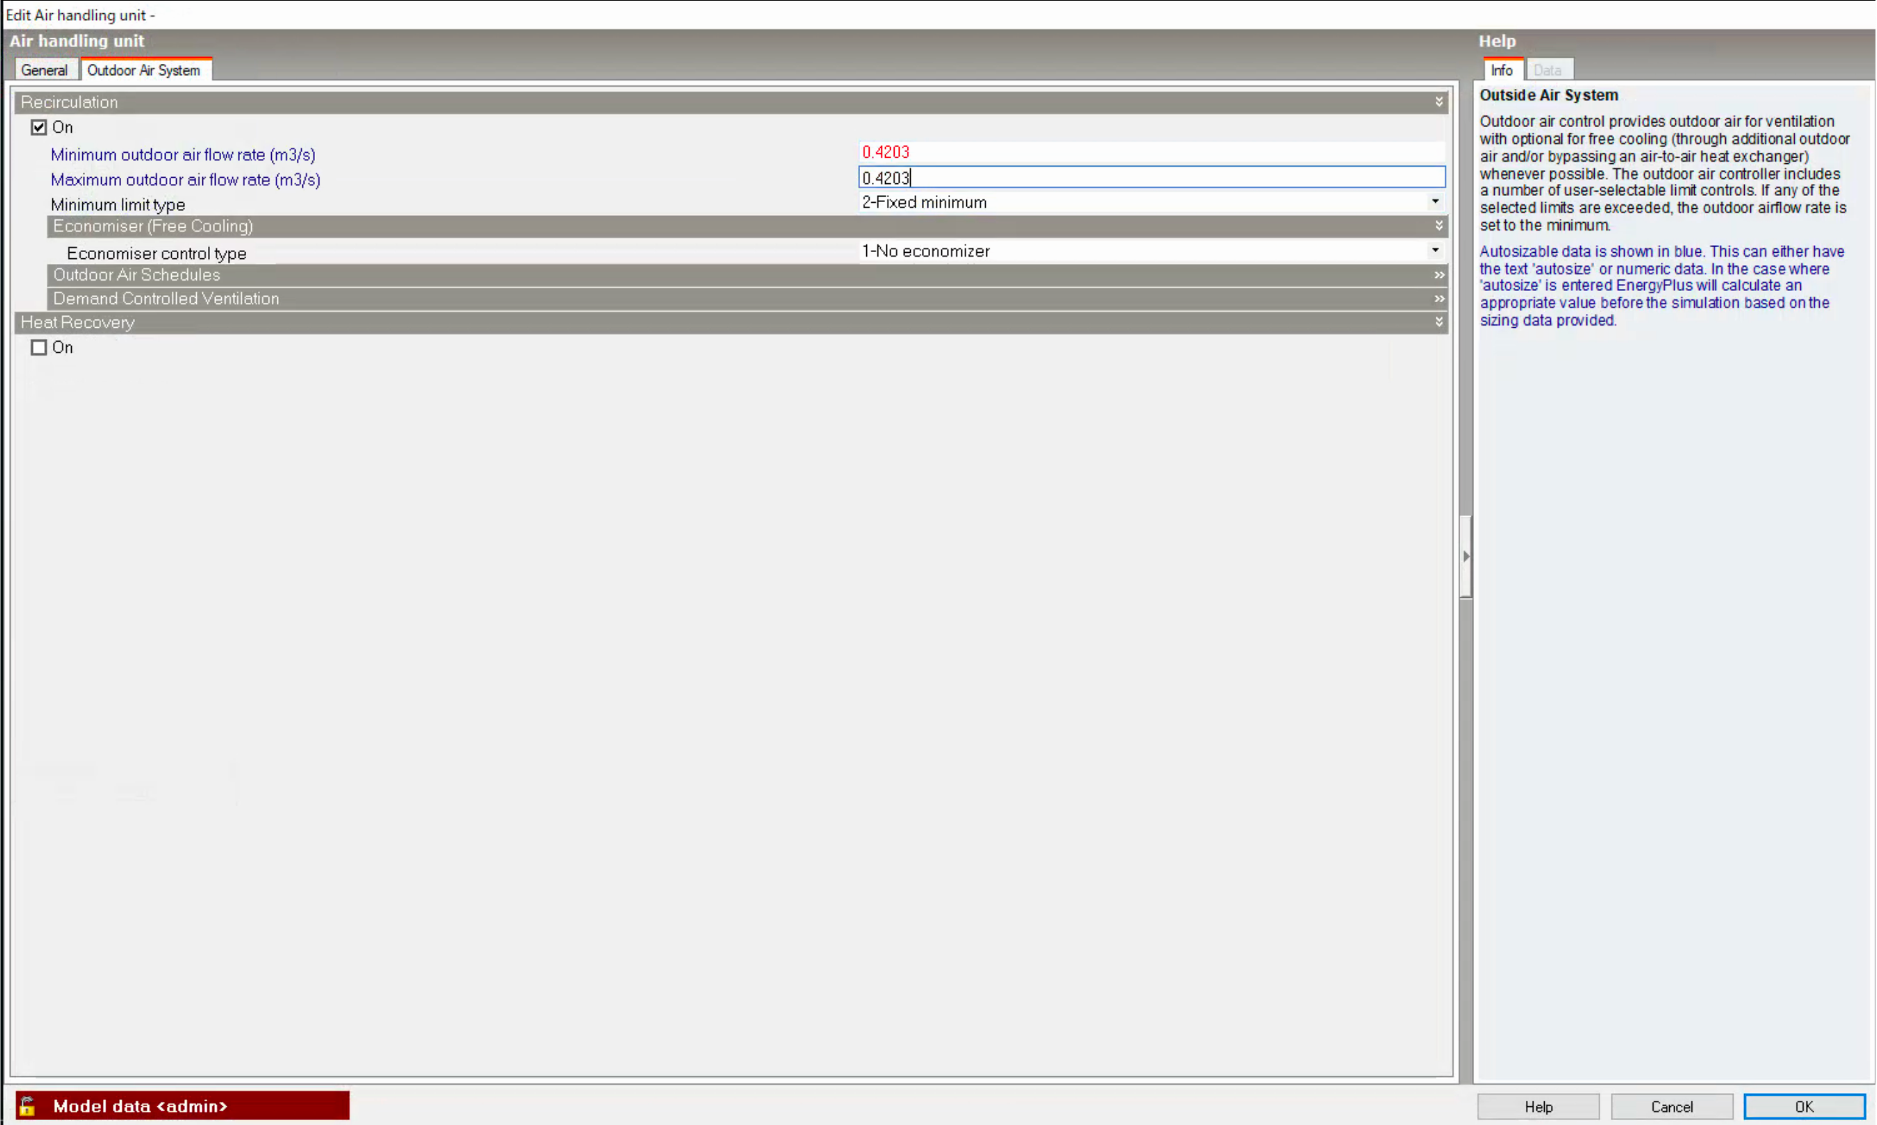 Edit Air handling unit -
Air handling unit
General
Outdoor Air System
Recirculation
On
Minimum outdoor air flow rate (m3/s)
0.4203
Maximum outdoor air flow rate (m3/s)
0.4203
Minimum limit type
2-Fixed minimum
Economiser (Free Cooling)
Economiser control type
1-No economizer
Outdoor Air Schedules
Demand Controlled Ventilation
Heat Recovery
On
Help
Info
Data
Outside Air System
Outdoor air control provides outdoor air for ventilation
with optional for free cooling (through additional outdoor
air and/or bypassing an air-to-air heat exchanger)
whenever possible. The outdoor air controller includes
a number of user-selectable limit controls. If any of the
selected limits are exceeded, the outdoor airflow rate is
set to the minimum.
Autosizable data is shown in blue. This can either have
the text 'autosize' or numeric data. In the case where
'autosize' is entered EnergyPlus will calculate an
appropriate value before the simulation based on the
sizing data provided.
Model data <admin>
Help
Cancel
OK